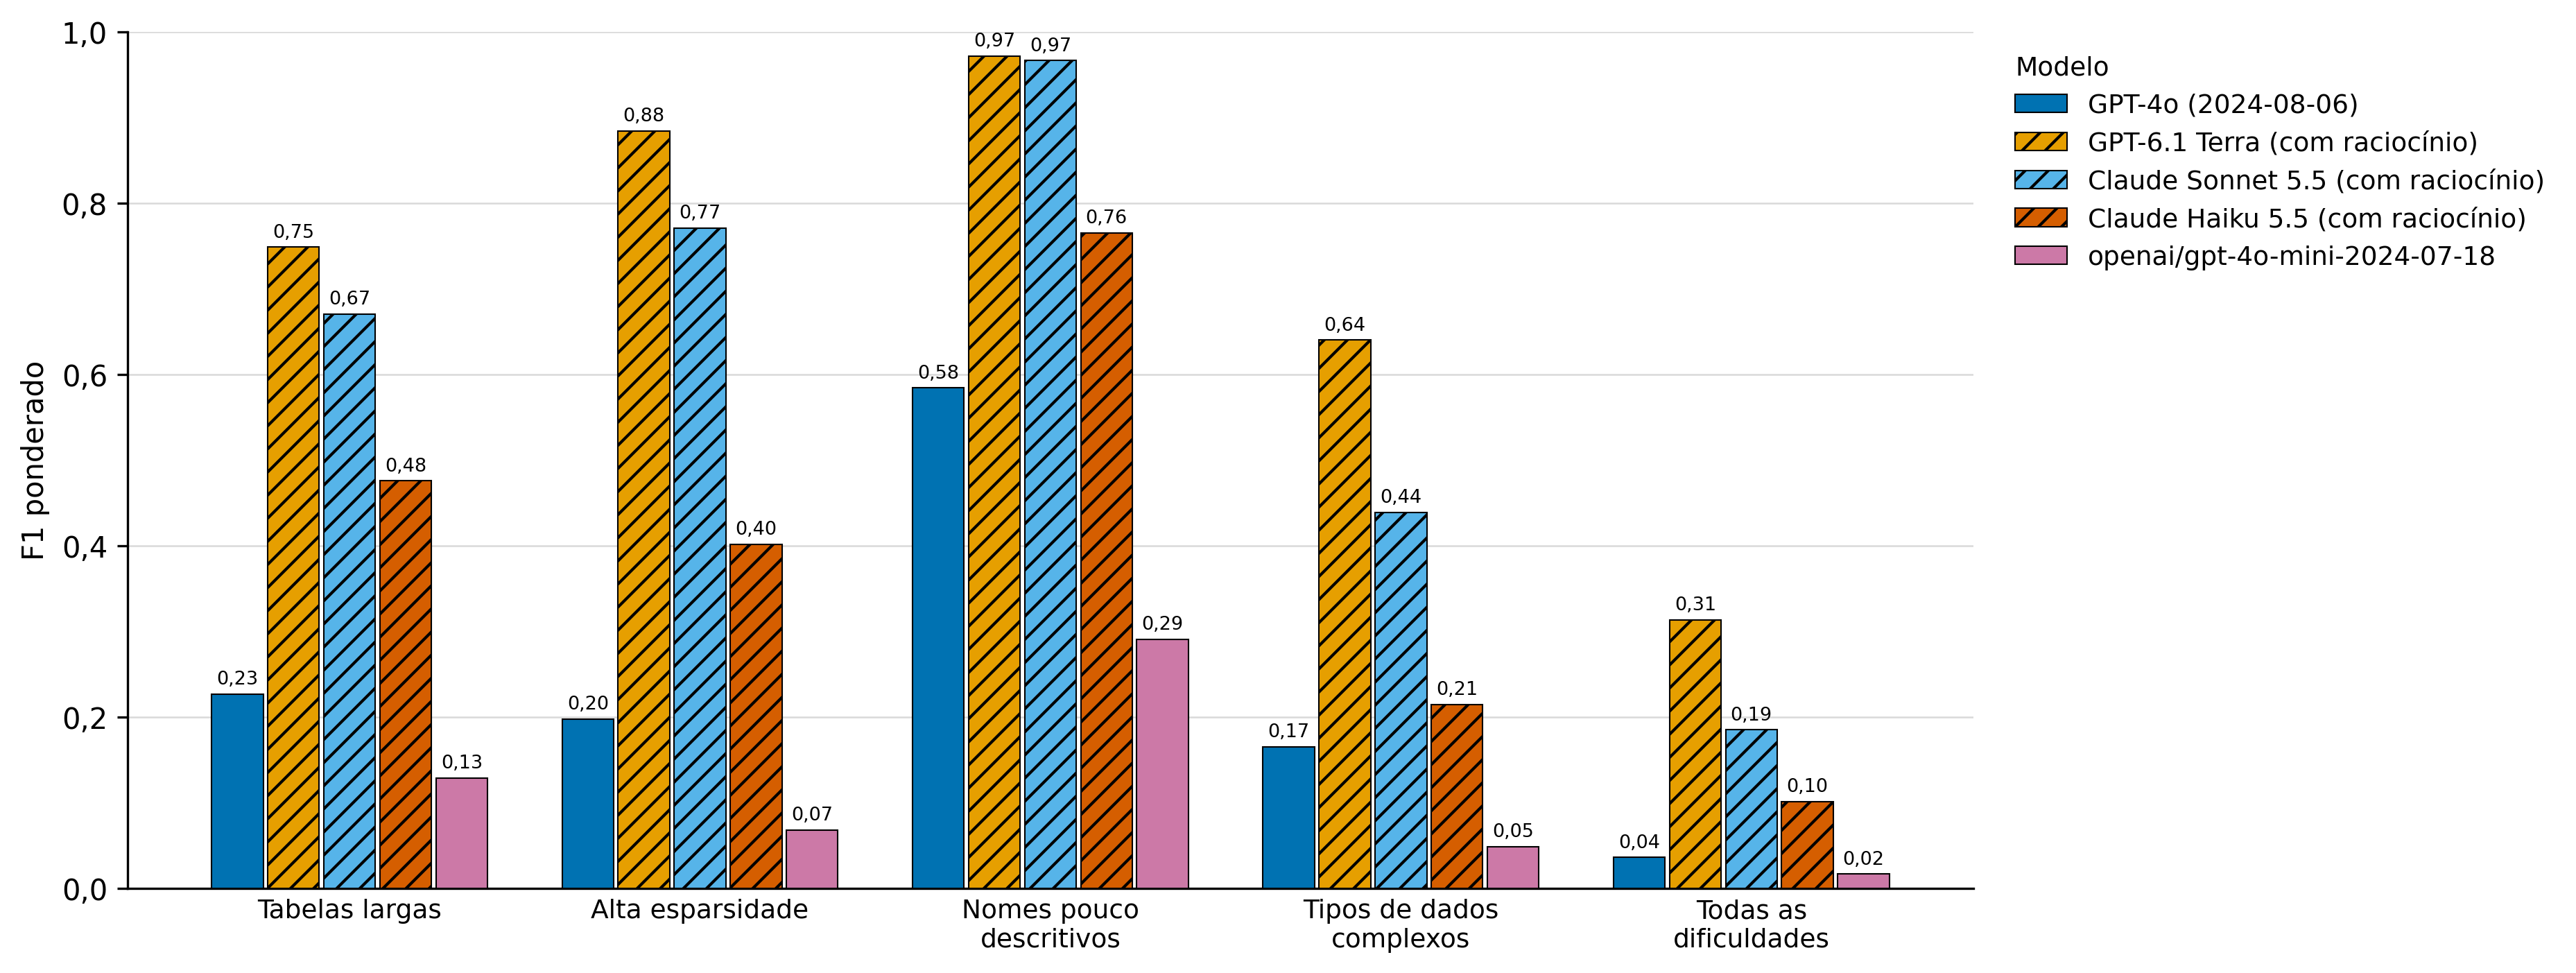 F1 ponderado
1,0
0,8
0,6
0,4
0,2
0,0
0,23
0,75
0,67
0,48
0,13
0,20
0,88
0,77
0,40
0,07
0,58
0,97
0,97
0,76
0,29
0,17
0,64
0,44
0,21
0,05
0,04
0,31
0,19
0,10
0,02
Tabelas largas
Alta esparsidade
Nomes pouco
descritivos
Tipos de dados
complexos
Todas as
dificuldades
Modelo
GPT-4o (2024-08-06)
GPT-6.1 Terra (com raciocínio)
Claude Sonnet 5.5 (com raciocínio)
Claude Haiku 5.5 (com raciocínio)
openai/gpt-4o-mini-2024-07-18